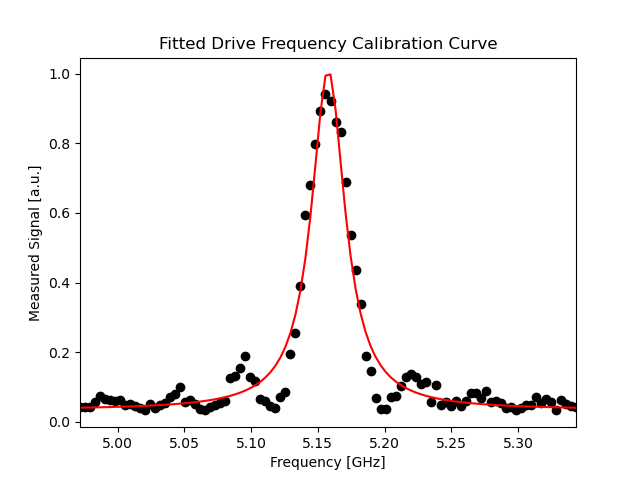 Fitted Drive Frequency Calibration Curve
1.0
0.8
0.6
0.4
0.2
0.0
Measured Signal [a.u.]
5.00 5.05 5.10 5.15 5.20 5.25 5.30
Frequency [GHz]